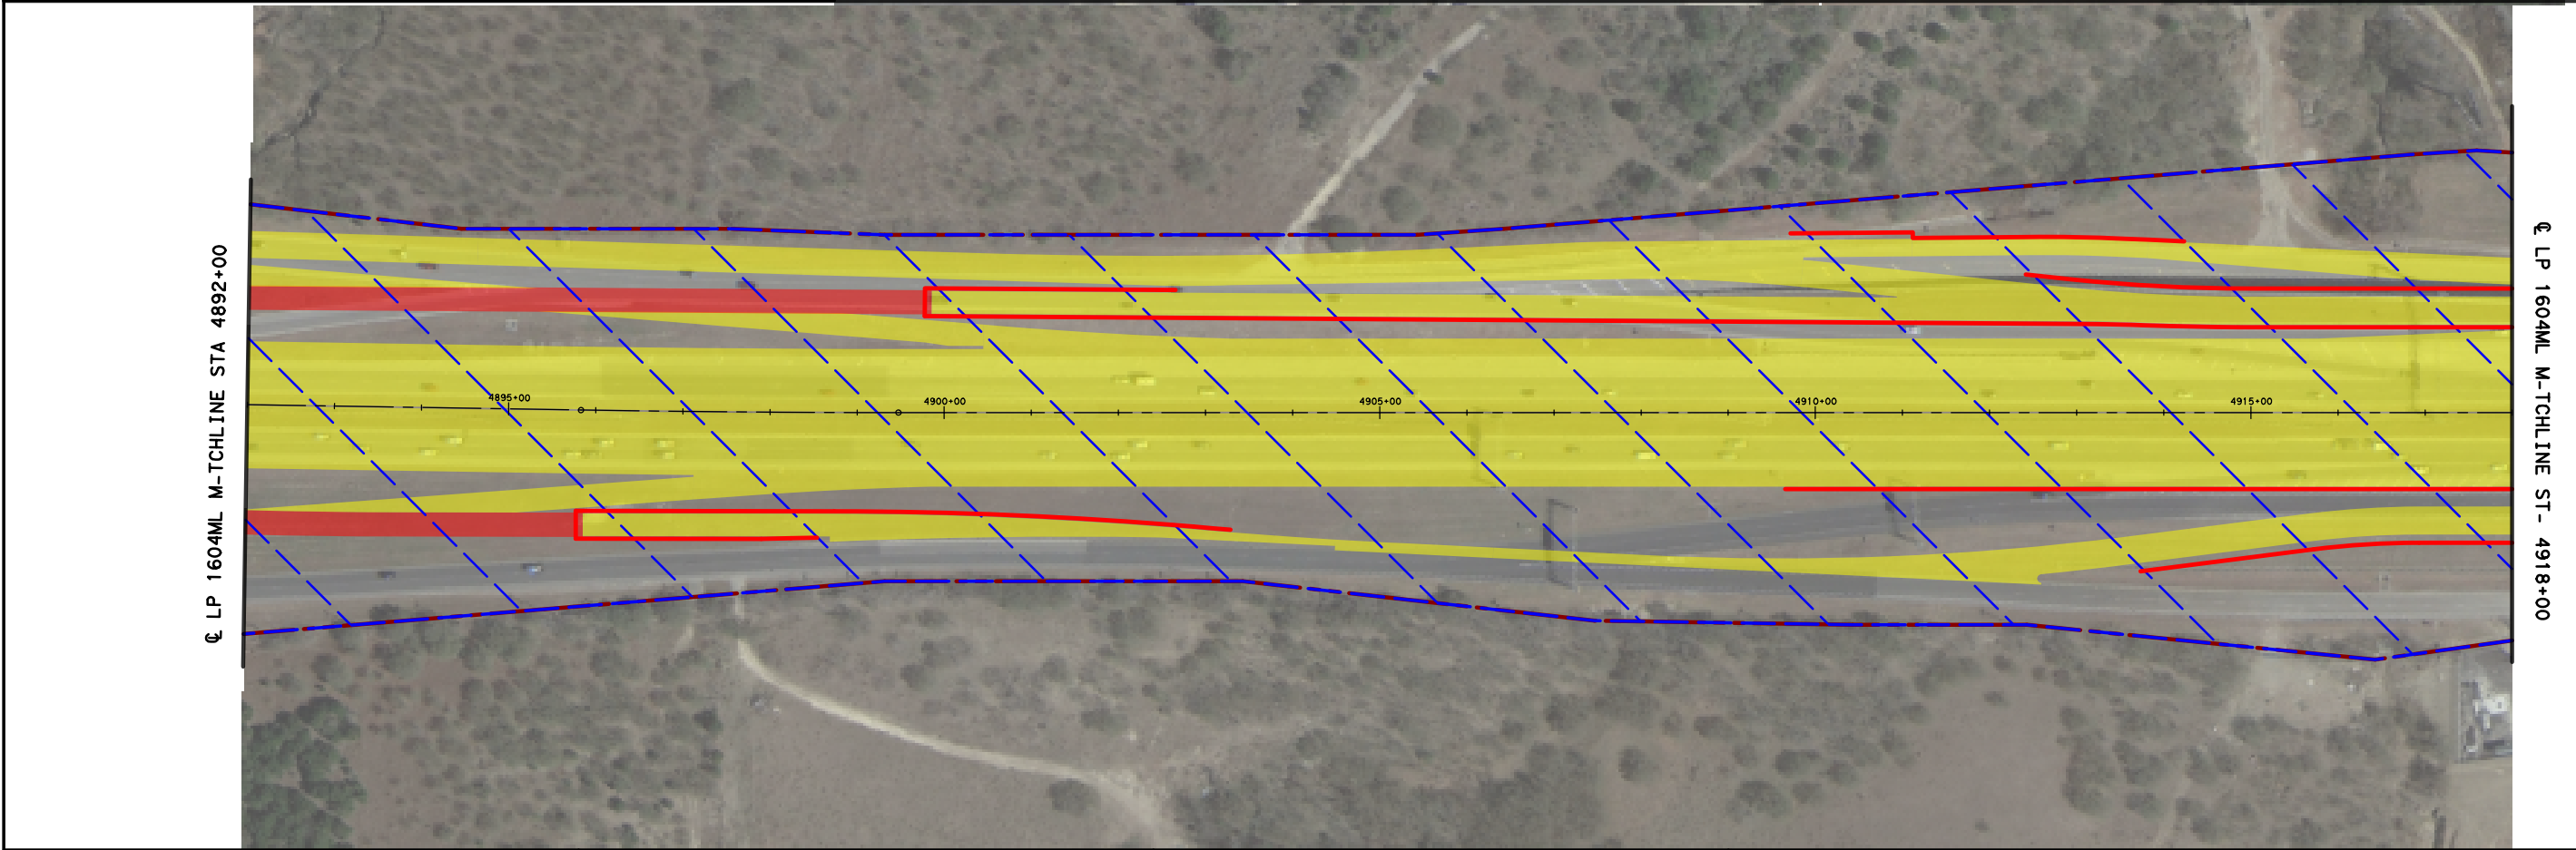 ℄ LP 1604ML M-TCHLINE STA 4892+00
4895+00
4900+00
4905+00
4910+00
4915+00
℄ LP 1604ML M-TCHLINE ST- 4918+00